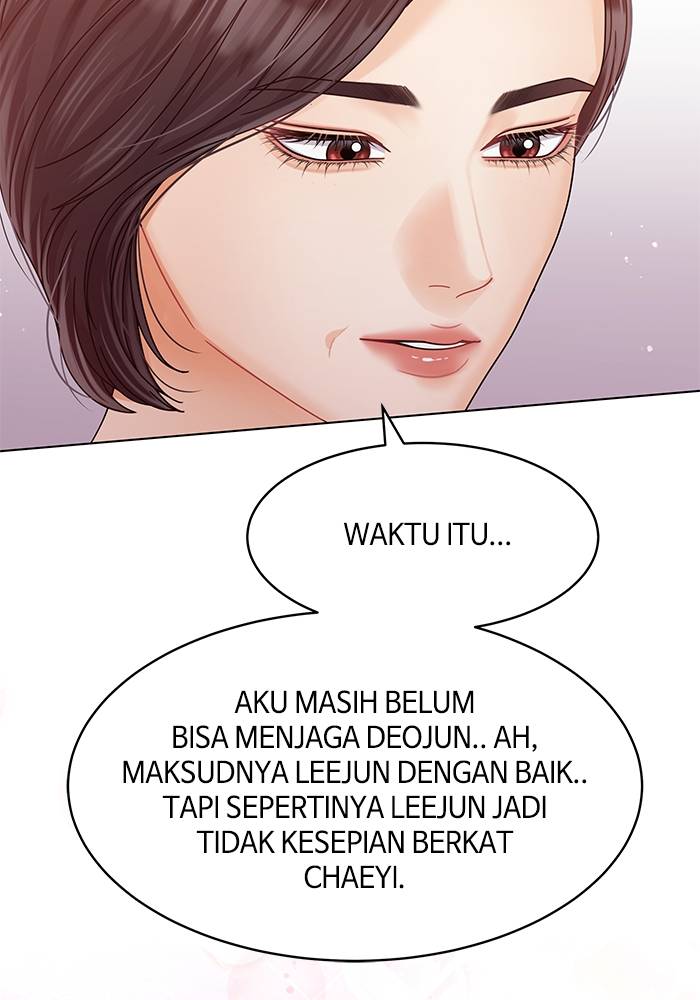 WAKTU ITU...
AKU MASIH BELUM
BISA MENJAGA DEOJUN.. AH,
MAKSUDNYA LEEJUN DENGAN BAIK..
TAPI SEPERTINYA LEEJUN JADI
TIDAK KESEPIAN BERKAT
CHAEYI.